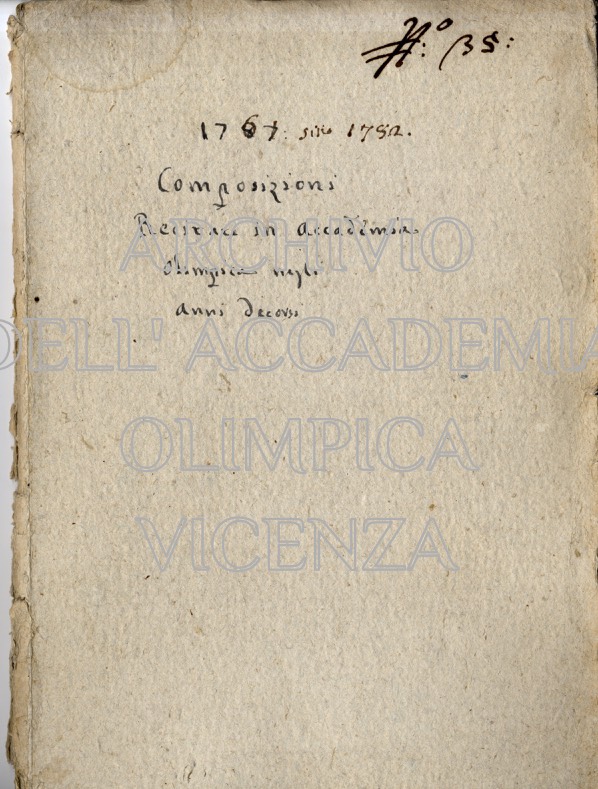 N:º 35:
1767: sino 1782.
Composizioni
Recitate in Accademia
Olimpica negli
anni decorsi
ARCHIVIO
DELL' ACCADEMIA
OLIMPICA
VICENZA